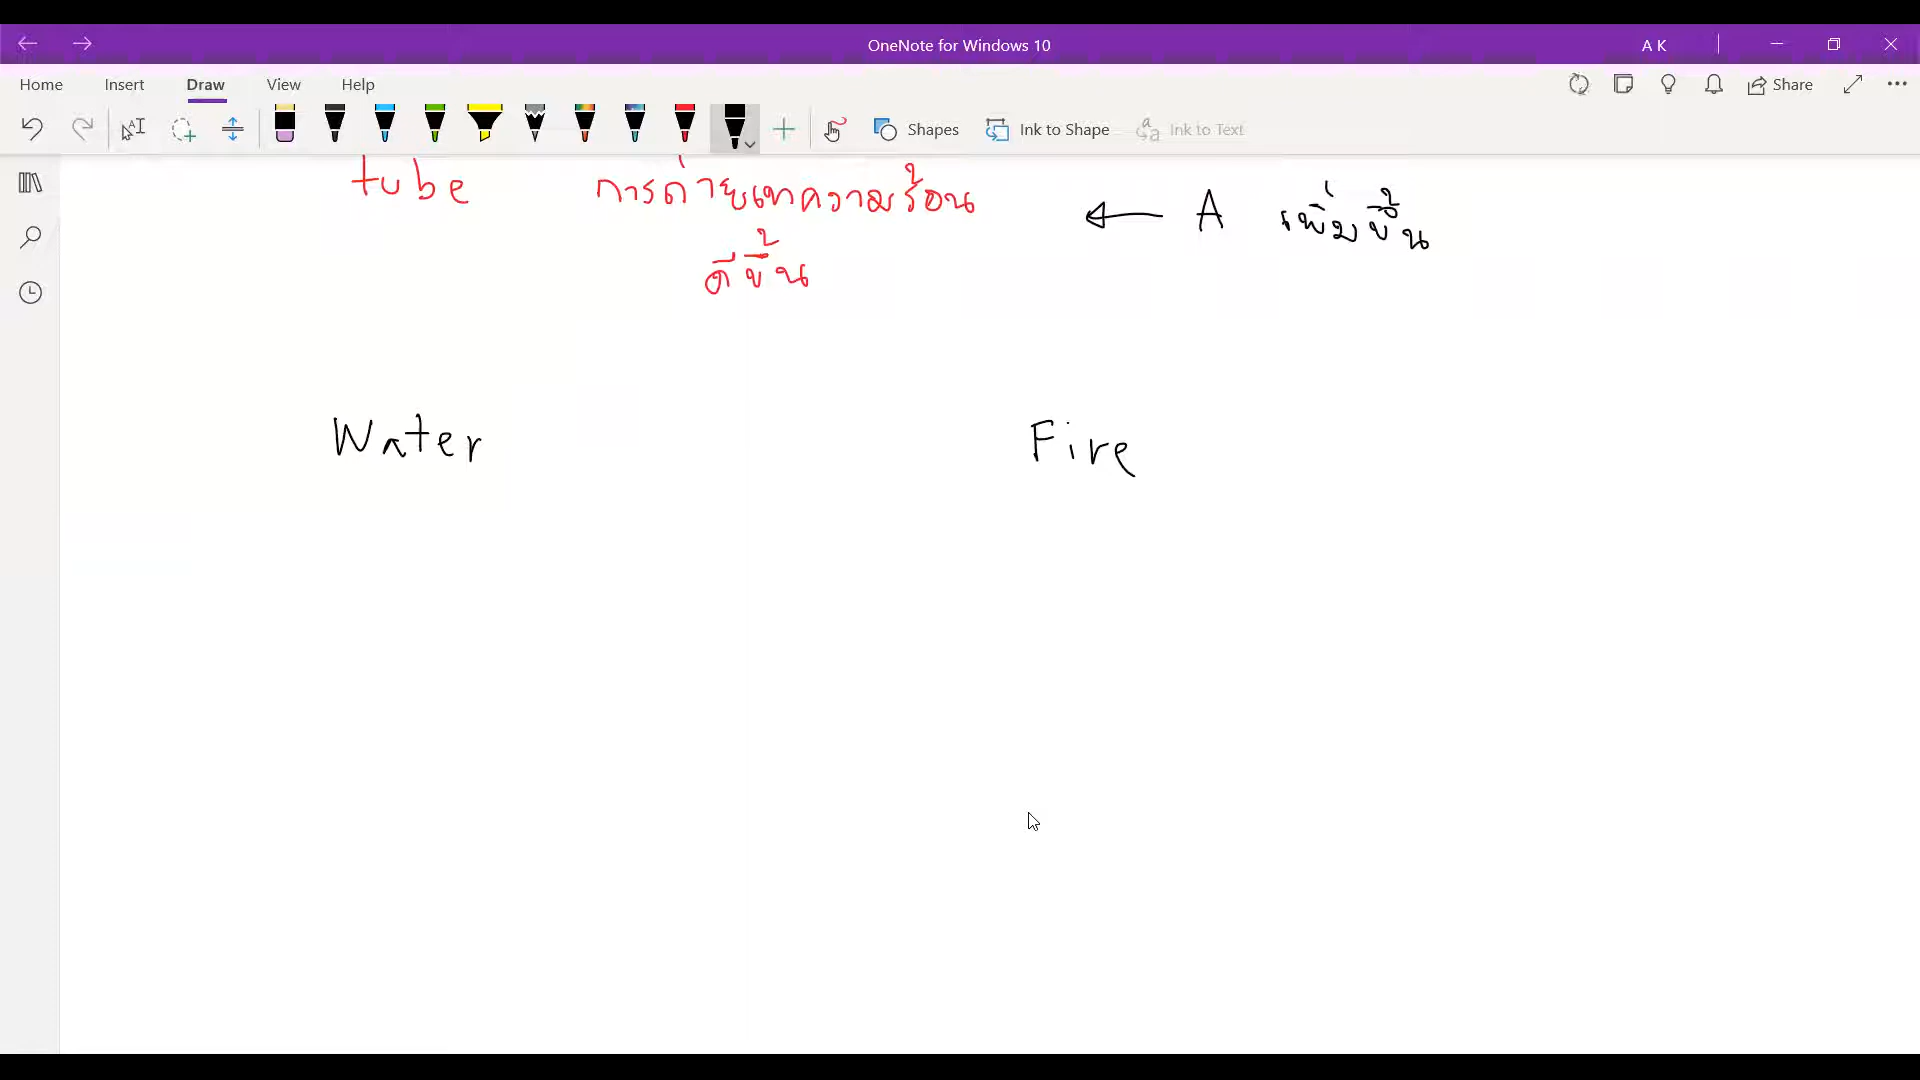 OneNote for Windows 10
A K
Home Insert Draw View Help
Share
Shapes Ink to Shape Ink to Text
tube การถ่ายเทความร้อน
ดีขึ้น
A เพิ่มขึ้น
Water Fire